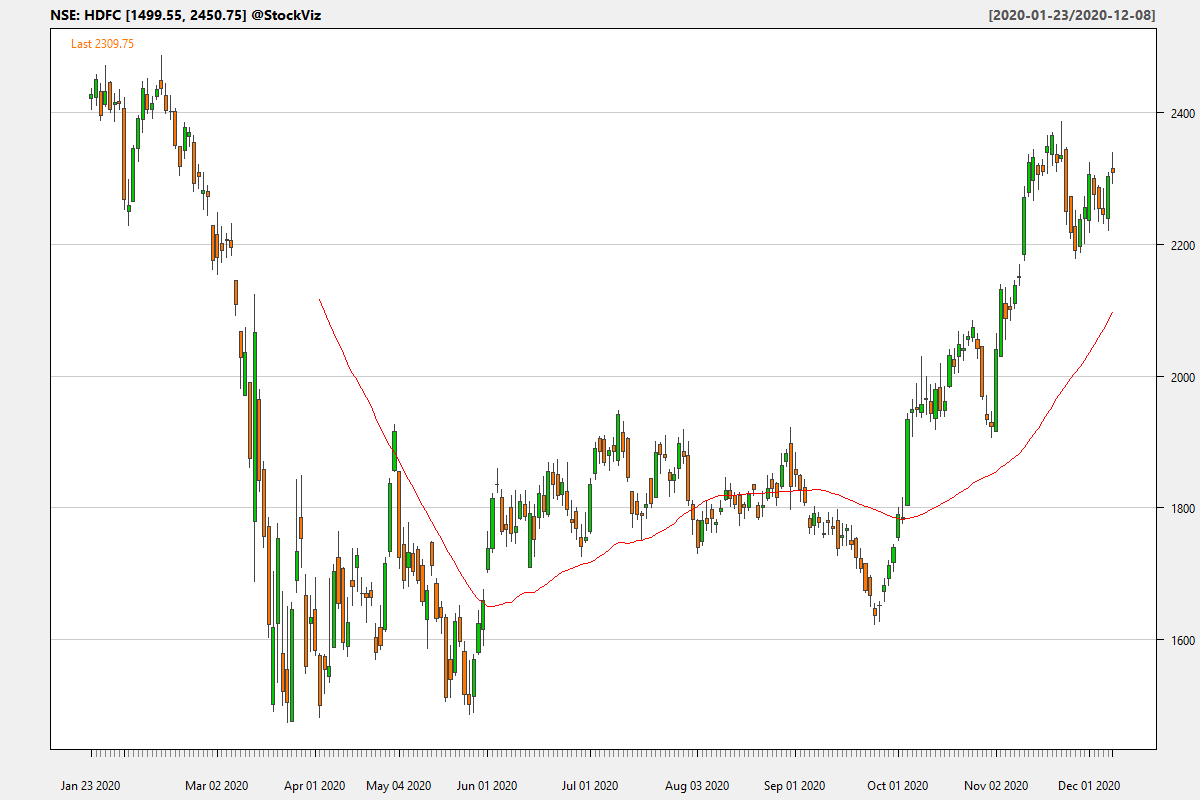 NSE: HDFC [1499.55, 2450.75] @StockViz [2020-01-23/2020-12-08]
Last 2309.75
2400
2200
2000
1800
1600
Jan 23 2020 Mar 02 2020 Apr 01 2020 May 04 2020 Jun 01 2020 Jul 01 2020 Aug 03 2020 Sep 01 2020 Oct 01 2020 Nov 02 2020 Dec 01 2020